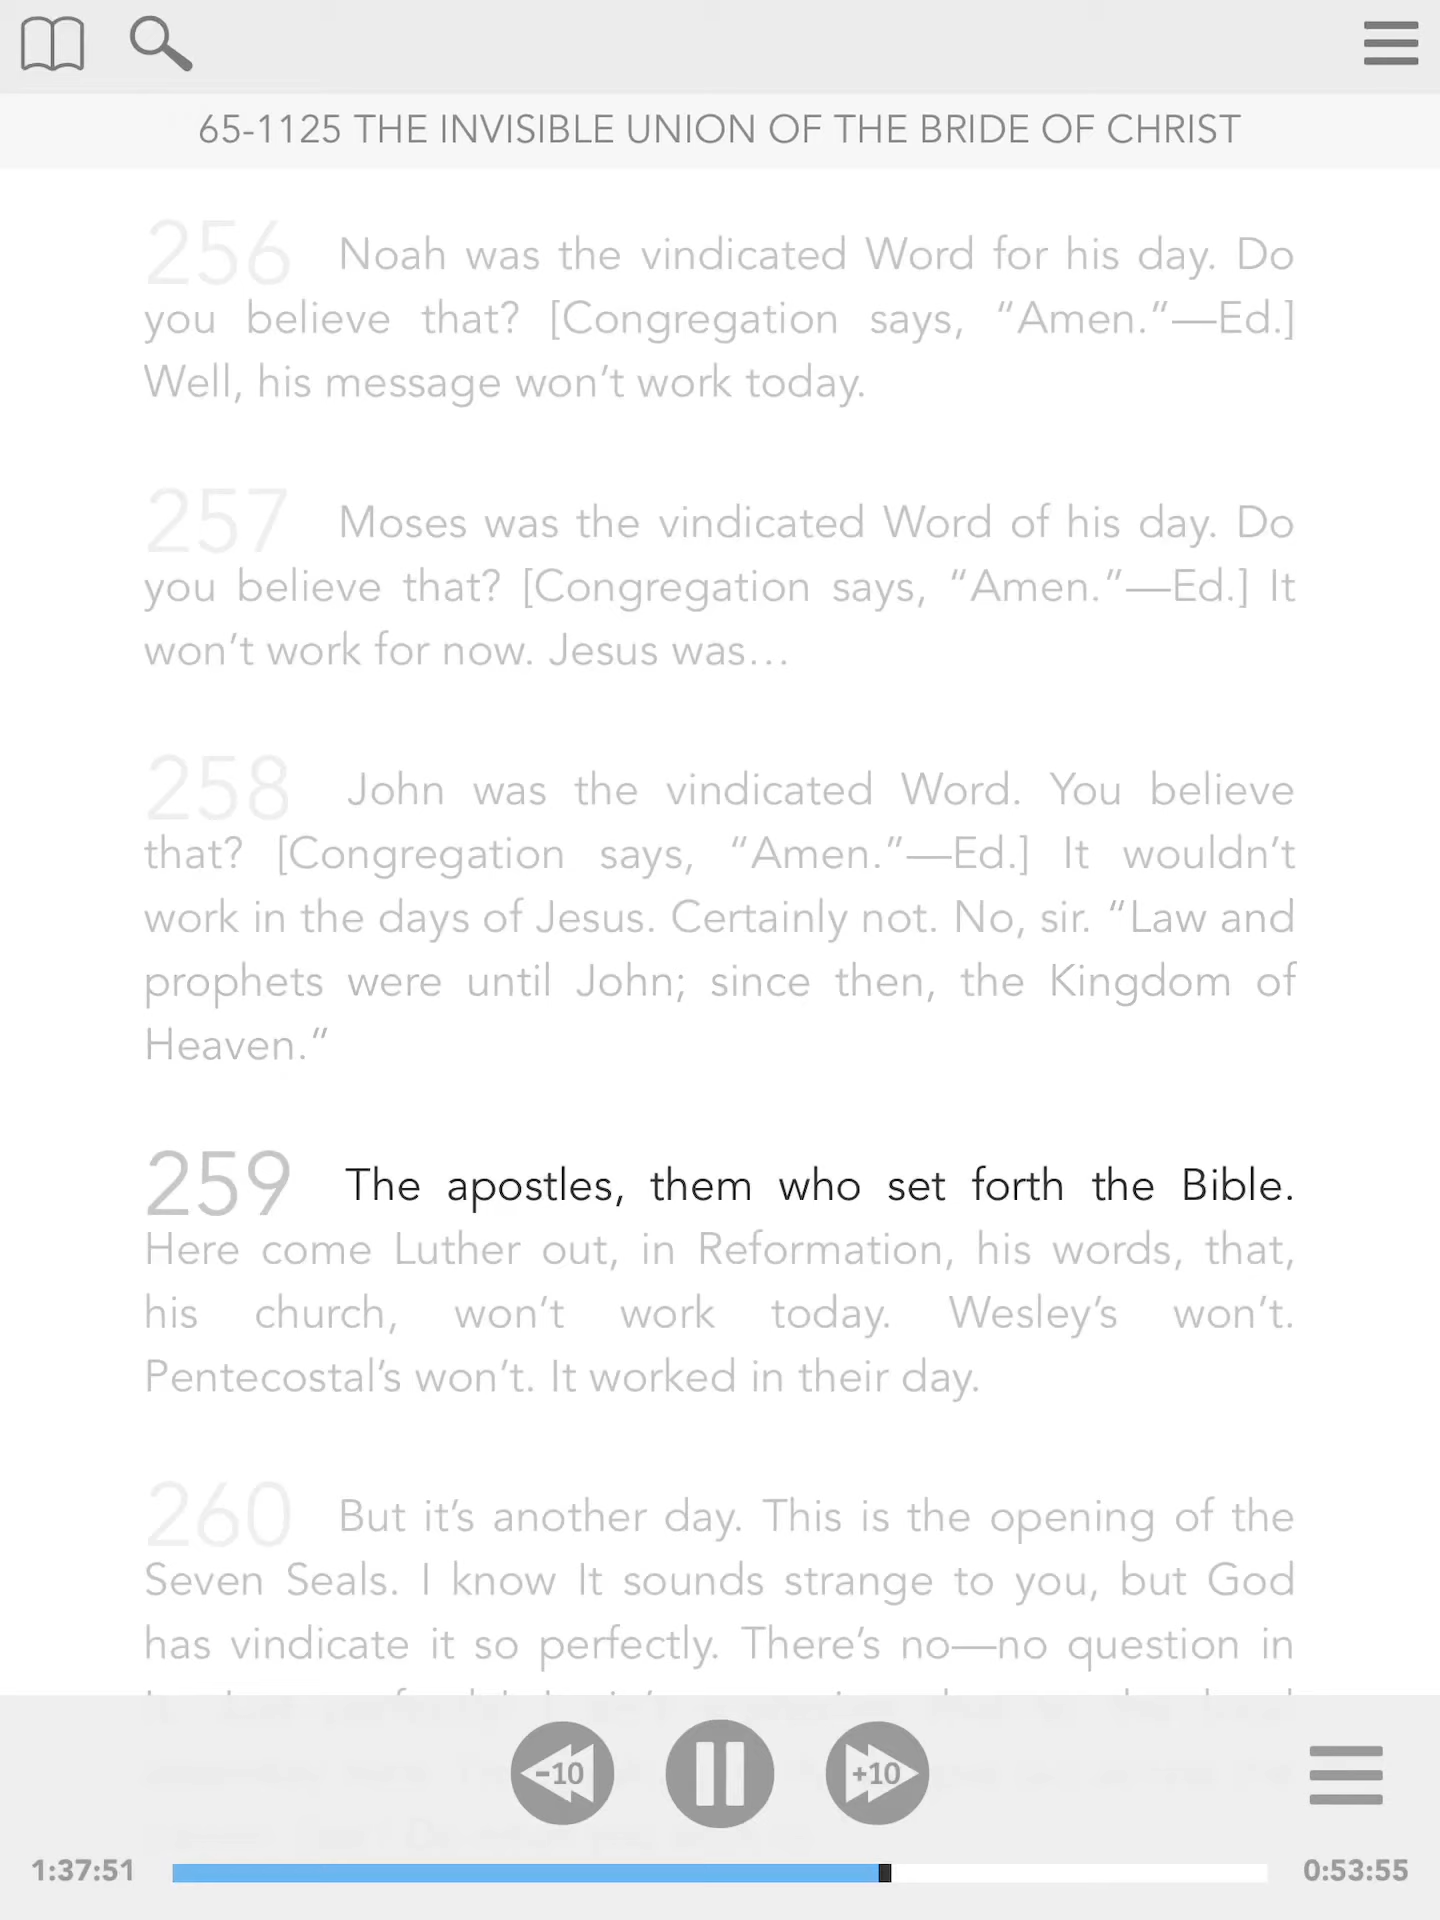 65-1125 THE INVISIBLE UNION OF THE BRIDE OF CHRIST
256 Noah was the vindicated Word for his day. Do
you believe that? [Congregation says, “Amen.”—Ed.]
Well, his message won’t work today.
257 Moses was the vindicated Word of his day. Do
you believe that? [Congregation says, “Amen.”—Ed.] It
won’t work for now. Jesus was…
258 John was the vindicated Word. You believe
that? [Congregation says, “Amen.”—Ed.] It wouldn’t
work in the days of Jesus. Certainly not. No, sir. “Law and
prophets were until John; since then, the Kingdom of
Heaven.”
259 The apostles, them who set forth the Bible.
Here come Luther out, in Reformation, his words, that,
his church, won’t work today. Wesley’s won’t.
Pentecostal’s won’t. It worked in their day.
260 But it’s another day. This is the opening of the
Seven Seals. I know It sounds strange to you, but God
has vindicate it so perfectly. There’s no—no question in
-10 +10
1:37:51 0:53:55